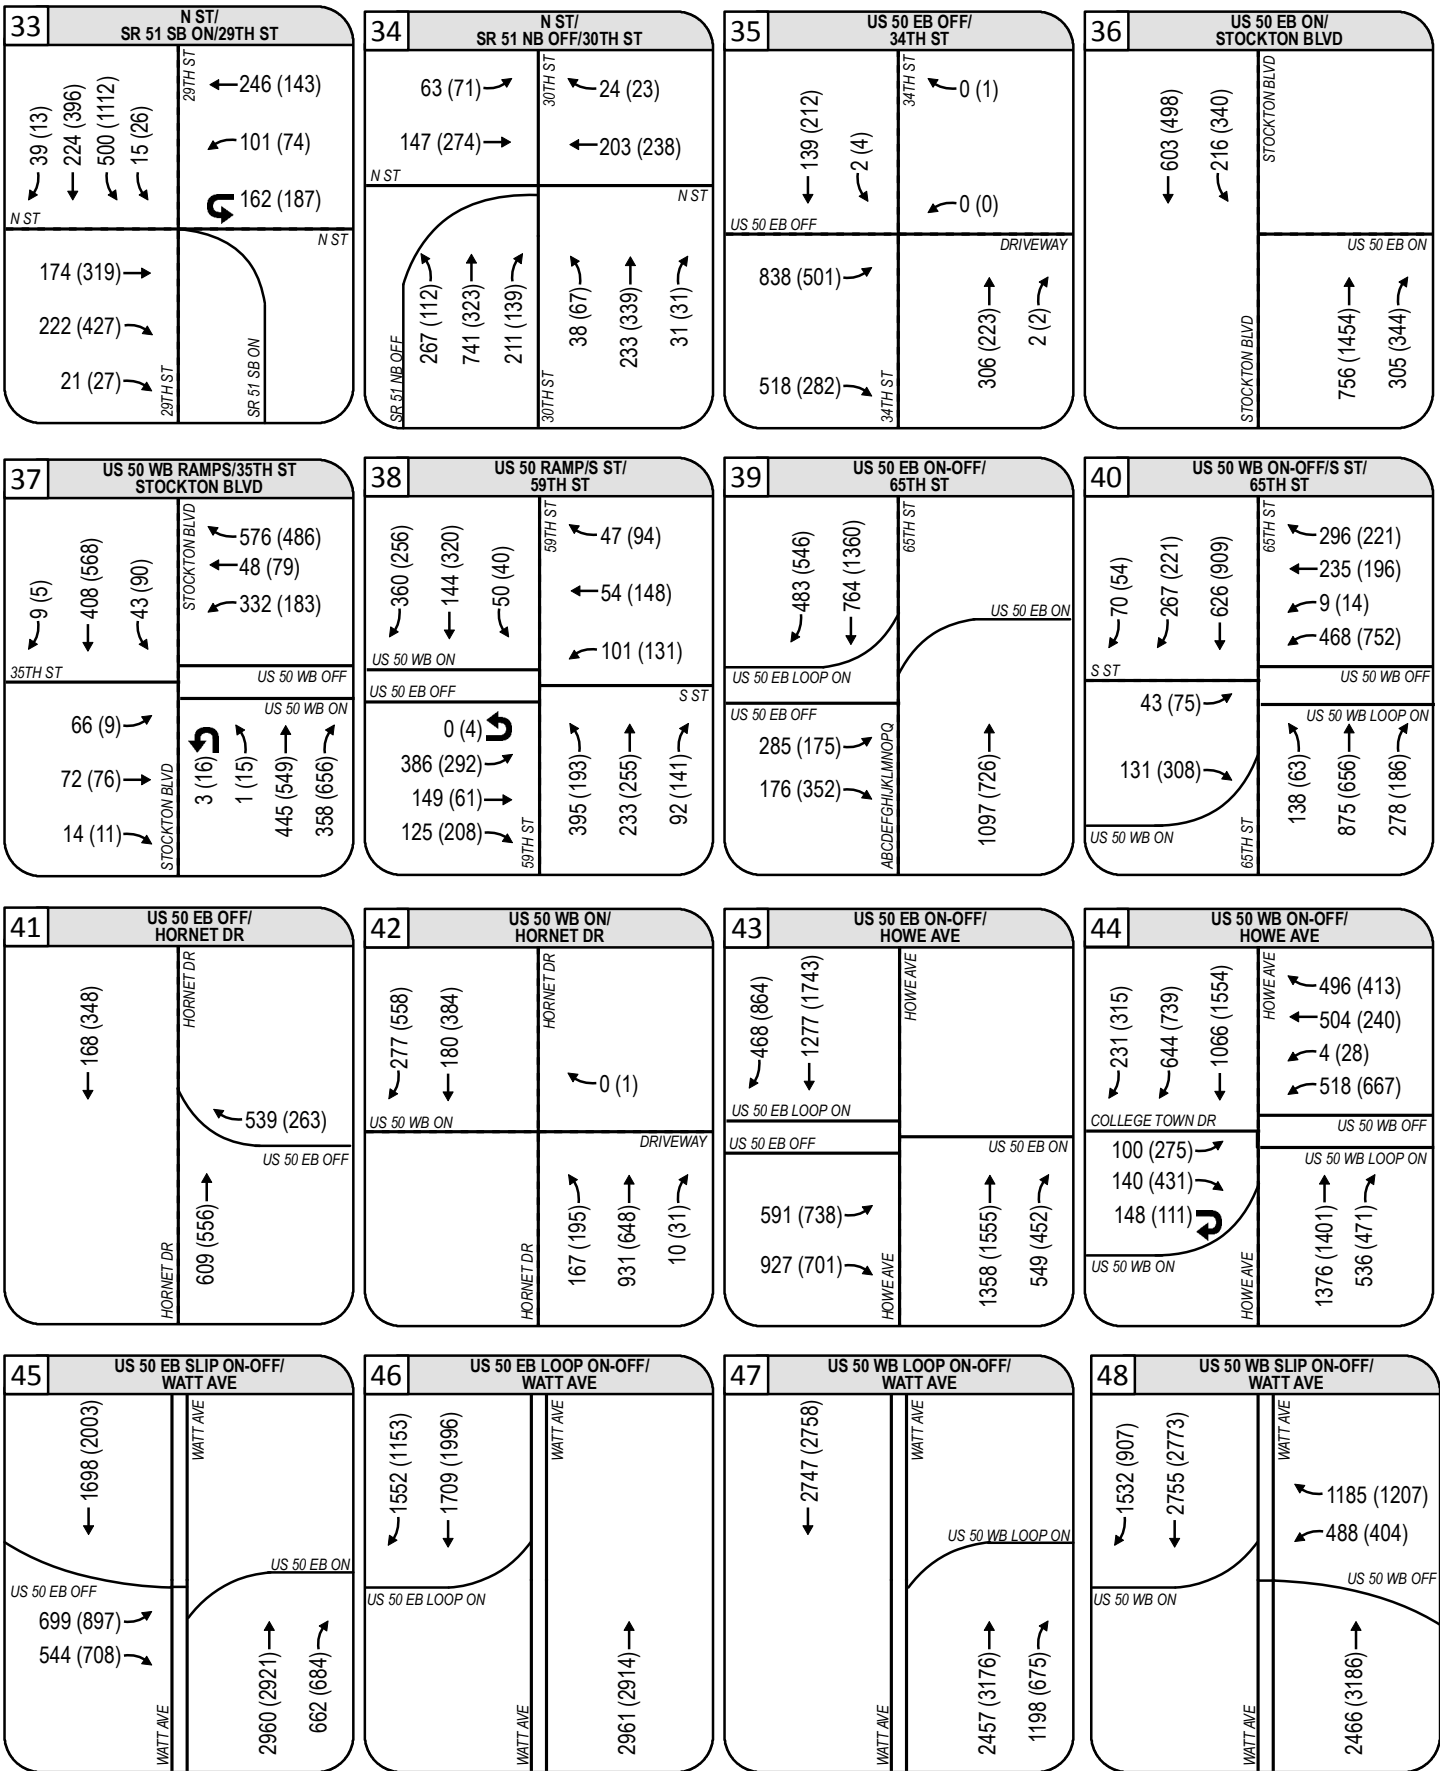 33
N ST/
SR 51 SB ON/29TH ST
39 (13)
224 (396)
500 (1112)
15 (26)
29TH ST
246 (143)
101 (74)
162 (187)
N ST
N ST
174 (319)
222 (427)
21 (27)
29TH ST
SR 51 SB ON
34
N ST/
SR 51 NB OFF/30TH ST
63 (71)
147 (274)
30TH ST
24 (23)
203 (238)
N ST
N ST
SR 51 NB OFF
267 (112)
741 (323)
211 (139)
30TH ST
38 (67)
233 (339)
31 (31)
35
US 50 EB OFF/
34TH ST
139 (212)
2 (4)
34TH ST
0 (1)
0 (0)
US 50 EB OFF
DRIVEWAY
838 (501)
518 (282)
34TH ST
306 (223)
2 (2)
36
US 50 EB ON/
STOCKTON BLVD
603 (498)
216 (340)
STOCKTON BLVD
US 50 EB ON
STOCKTON BLVD
756 (1454)
305 (344)
37
US 50 WB RAMPS/35TH ST
STOCKTON BLVD
9 (5)
408 (568)
43 (90)
STOCKTON BLVD
576 (486)
48 (79)
332 (183)
35TH ST
US 50 WB OFF
US 50 WB ON
66 (9)
72 (76)
14 (11)
STOCKTON BLVD
3 (16)
1 (15)
445 (549)
358 (656)
38
US 50 RAMP/S ST/
59TH ST
360 (256)
144 (320)
50 (40)
59TH ST
47 (94)
54 (148)
101 (131)
US 50 WB ON
US 50 EB OFF
S ST
0 (4)
386 (292)
149 (61)
125 (208)
59TH ST
395 (193)
233 (255)
92 (141)
39
US 50 EB ON-OFF/
65TH ST
483 (546)
764 (1360)
65TH ST
US 50 EB ON
US 50 EB LOOP ON
US 50 EB OFF
285 (175)
176 (352)
ABCDEFGHIJKLMNOPQ
1097 (726)
40
US 50 WB ON-OFF/S ST/
65TH ST
70 (54)
267 (221)
626 (909)
65TH ST
296 (221)
235 (196)
9 (14)
468 (752)
S ST
US 50 WB OFF
US 50 WB LOOP ON
43 (75)
131 (308)
US 50 WB ON
65TH ST
138 (63)
875 (656)
278 (186)
41
US 50 EB OFF/
HORNET DR
168 (348)
HORNET DR
539 (263)
US 50 EB OFF
HORNET DR
609 (556)
42
US 50 WB ON/
HORNET DR
277 (558)
180 (384)
HORNET DR
0 (1)
US 50 WB ON
DRIVEWAY
HORNET DR
167 (195)
931 (648)
10 (31)
43
US 50 EB ON-OFF/
HOWE AVE
468 (864)
1277 (1743)
HOWE AVE
US 50 EB LOOP ON
US 50 EB OFF
US 50 EB ON
591 (738)
927 (701)
HOWE AVE
1358 (1555)
549 (452)
44
US 50 WB ON-OFF/
HOWE AVE
231 (315)
644 (739)
1066 (1554)
HOWE AVE
496 (413)
504 (240)
4 (28)
518 (667)
COLLEGE TOWN DR
US 50 WB OFF
US 50 WB LOOP ON
100 (275)
140 (431)
148 (111)
US 50 WB ON
HOWE AVE
1376 (1401)
536 (471)
45
US 50 EB SLIP ON-OFF/
WATT AVE
1698 (2003)
WATT AVE
US 50 EB ON
US 50 EB OFF
699 (897)
544 (708)
WATT AVE
2960 (2921)
662 (684)
46
US 50 EB LOOP ON-OFF/
WATT AVE
1552 (1153)
1709 (1996)
WATT AVE
US 50 EB LOOP ON
WATT AVE
2961 (2914)
47
US 50 WB LOOP ON-OFF/
WATT AVE
2747 (2758)
WATT AVE
US 50 WB LOOP ON
WATT AVE
2457 (3176)
1198 (675)
48
US 50 WB SLIP ON-OFF/
WATT AVE
1532 (907)
2755 (2773)
WATT AVE
1185 (1207)
488 (404)
US 50 WB OFF
US 50 WB ON
WATT AVE
2466 (3186)